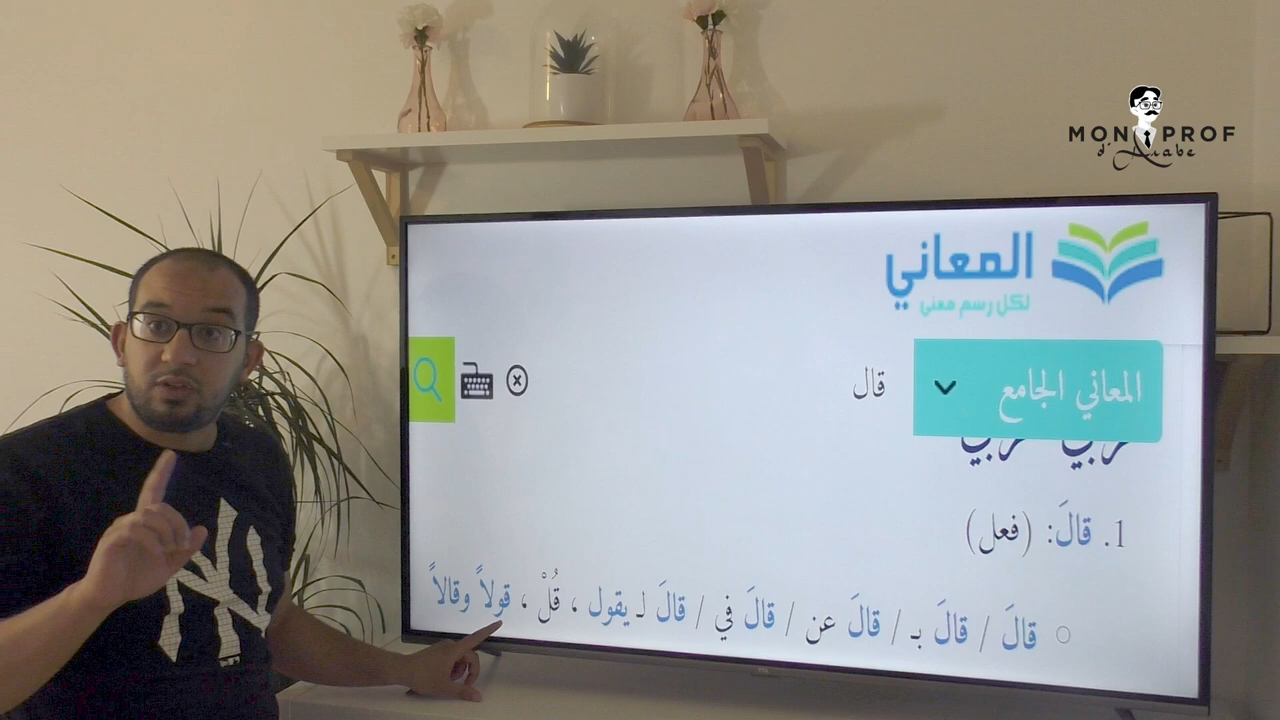 MON PROF
d'Arabe
المعاني
لكل رسم معنى
المعاني الجامع
قال
1. قالَ: (فعل)
قالَ / قالَ بـ / قالَ عن / قالَ في / قالَ لـ يقول ، قُلْ ، قولاً وقالاً
NY